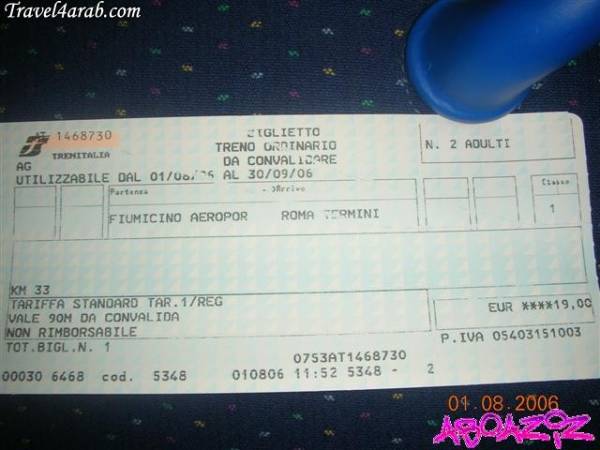 Travel4arab.com
AT 1468730
TRENITALIA
AG
BIGLIETTO
TRENO ORDINARIO
DA CONVALIDARE
N. 2 ADULTI
UTILIZZABILE DAL 01/08/06 AL 30/09/06
Partenza ->Arrivo Classe
FIUMICINO AEROPOR ROMA TERMINI 1
KM 33
TARIFFA STANDARD TAR.1/REG
VALE 90M DA CONVALIDA
NON RIMBORSABILE
EUR ****19,00
TOT.BIGL.N. 1
P.IVA 05403151003
0753AT1468730
00030 6468 cod. 5348 010806 11:52 5348 - 2
01.08.2006
ABOAZIZ